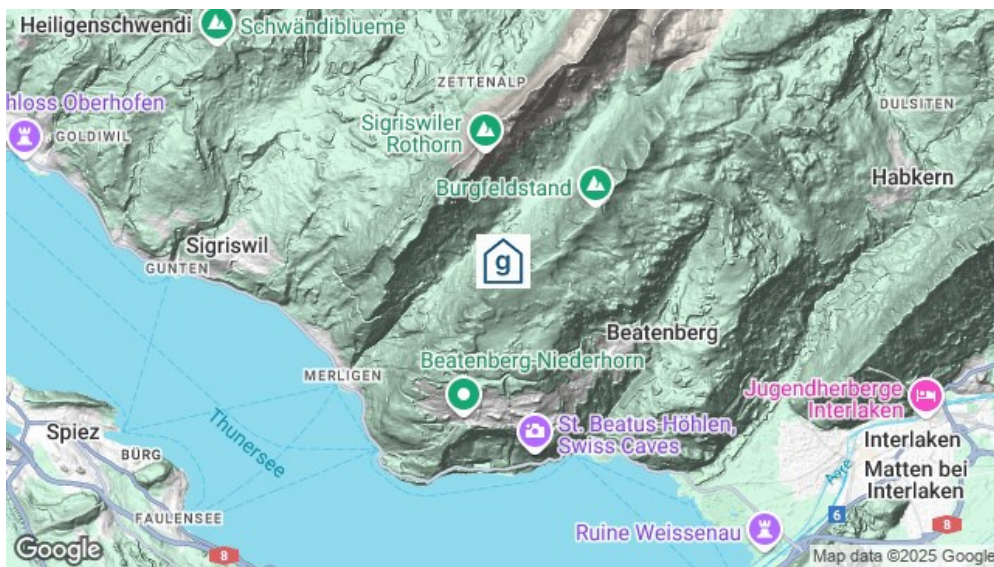 Heiligenschwendi
Schwändiblueme
ZETTENALP
DULSITEN
hloss Oberhofen
GOLDIWIL
Sigriswiler
Rothorn
Habkern
Burgfeldstand
Sigriswil
GUNTEN
g
Beatenberg
Beatenberg-Niederhorn
MERLIGEN
Jugendherberge
Interlaken
Thunersee
St. Beatus-Höhlen,
Swiss Caves
Spiez
BÜRG
Interlaken
Matten bei
Interlaken
Aare
FAULENSEE
6
8
Ruine Weissenau
8
Google
Map data ©2025 Google